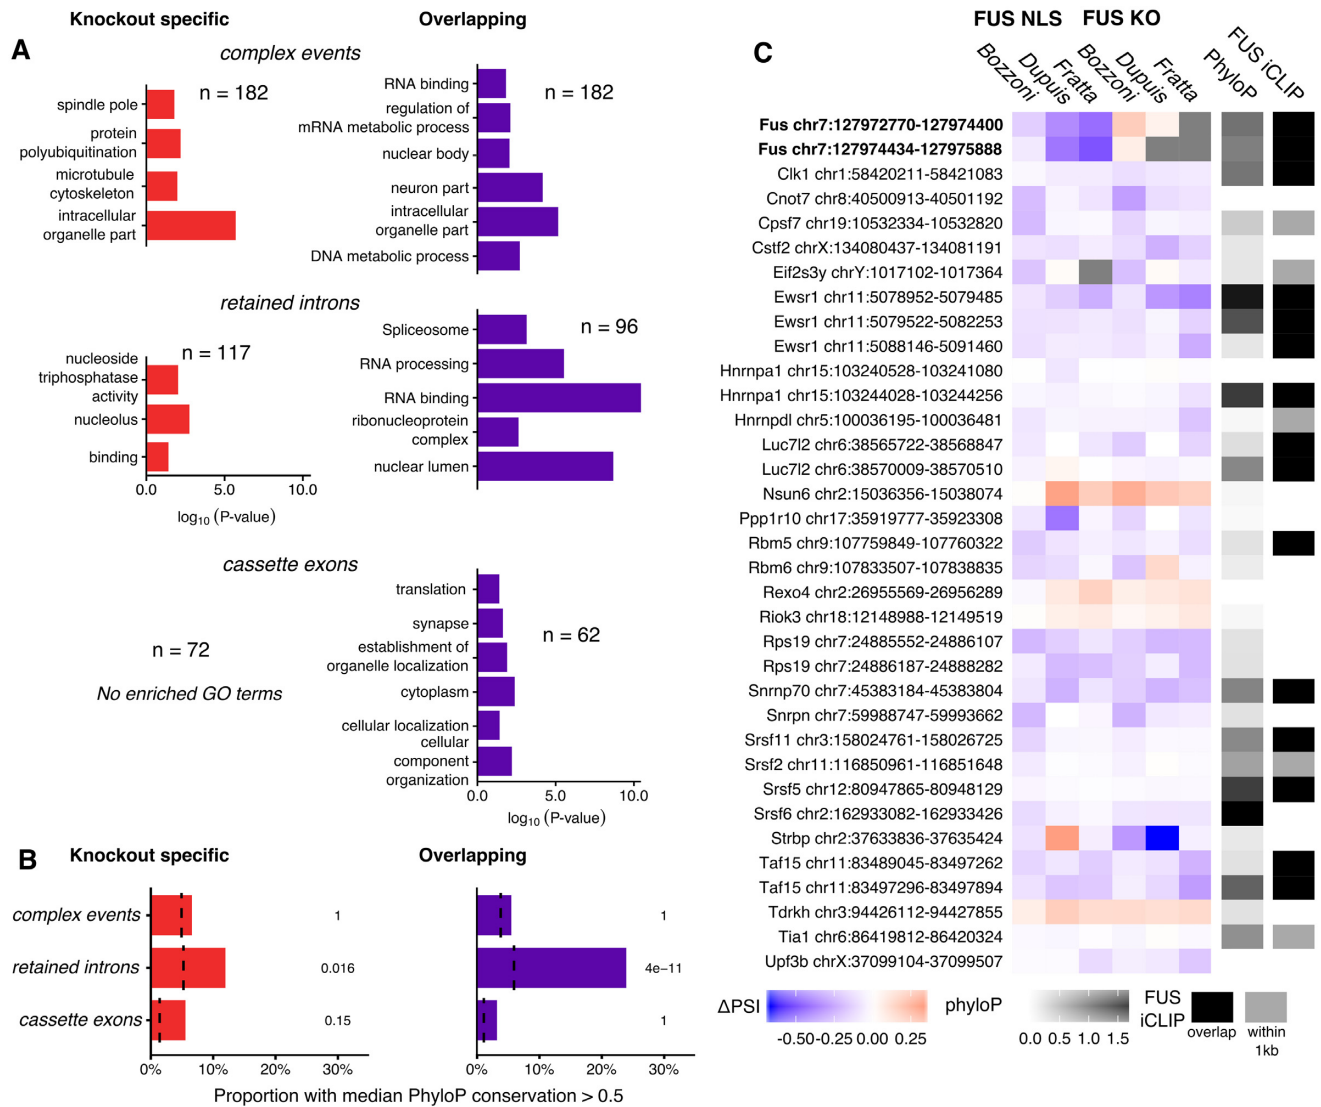 Knockout specific
Overlapping
A
complex events
spindle pole
protein
polyubiquitination
microtubule
cytoskeleton
intracellular
organelle part
n = 182
RNA binding
regulation of
mRNA metabolic process
nuclear body
neuron part
intracellular
organelle part
DNA metabolic process
n = 182
retained introns
nucleoside
triphosphatase
activity
nucleolus
binding
n = 117
0.0 5.0 10.0
log10 (P-value)
Spliceosome
RNA processing
RNA binding
ribonucleoprotein
complex
nuclear lumen
n = 96
cassette exons
n = 72
No enriched GO terms
translation
synapse
establishment of
organelle localization
cytoplasm
cellular localization
cellular
component
organization
n = 62
0.0 5.0 10.0
log10 (P-value)
B
Knockout specific
Overlapping
complex events
retained introns
cassette exons
1
0.016
0.15
1
4e−11
1
0% 10% 20% 30%
0% 10% 20% 30%
Proportion with median PhyloP conservation > 0.5
C
FUS NLS
FUS KO
Bozzoni
Dupuis
Fratta
Bozzoni
Dupuis
Fratta
PhyloP
FUS iCLIP
Fus chr7:127972770-127974400
Fus chr7:127974434-127975888
Clk1 chr1:58420211-58421083
Cnot7 chr8:40500913-40501192
Cpsf7 chr19:10532334-10532820
Cstf2 chrX:134080437-134081191
Eif2s3y chrY:1017102-1017364
Ewsr1 chr11:5078952-5079485
Ewsr1 chr11:5079522-5082253
Ewsr1 chr11:5088146-5091460
Hnrnpa1 chr15:103240528-103241080
Hnrnpa1 chr15:103244028-103244256
Hnrnpdl chr5:100036195-100036481
Luc7l2 chr6:38565722-38568847
Luc7l2 chr6:38570009-38570510
Nsun6 chr2:15036356-15038074
Ppp1r10 chr17:35919777-35923308
Rbm5 chr9:107759849-107760322
Rbm6 chr9:107833507-107838835
Rexo4 chr2:26955569-26956289
Riok3 chr18:12148988-12149519
Rps19 chr7:24885552-24886107
Rps19 chr7:24886187-24888282
Snrnp70 chr7:45383184-45383804
Snrpn chr7:59988747-59993662
Srsf11 chr3:158024761-158026725
Srsf2 chr11:116850961-116851648
Srsf5 chr12:80947865-80948129
Srsf6 chr2:162933082-162933426
Strbp chr2:37633836-37635424
Taf15 chr11:83489045-83497262
Taf15 chr11:83497296-83497894
Tdrkh chr3:94426112-94427855
Tia1 chr6:86419812-86420324
Upf3b chrX:37099104-37099507
ΔPSI
-0.50 -0.25 0.00 0.25
phyloP
0.0 0.5 1.0 1.5
FUS
iCLIP
overlap
within
1kb